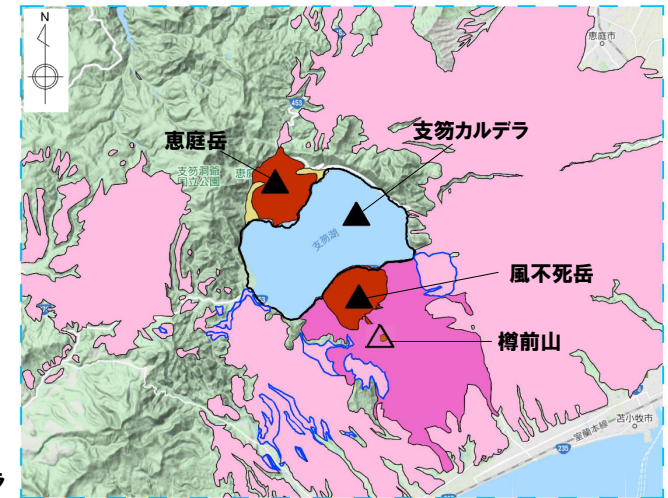 N
恵庭市
453
恵庭岳
支笏カルデラ
支笏洞爺
国立公園
恵
支笏湖
風不死岳
樽前山
苫小牧市
室蘭本線
235
ラ